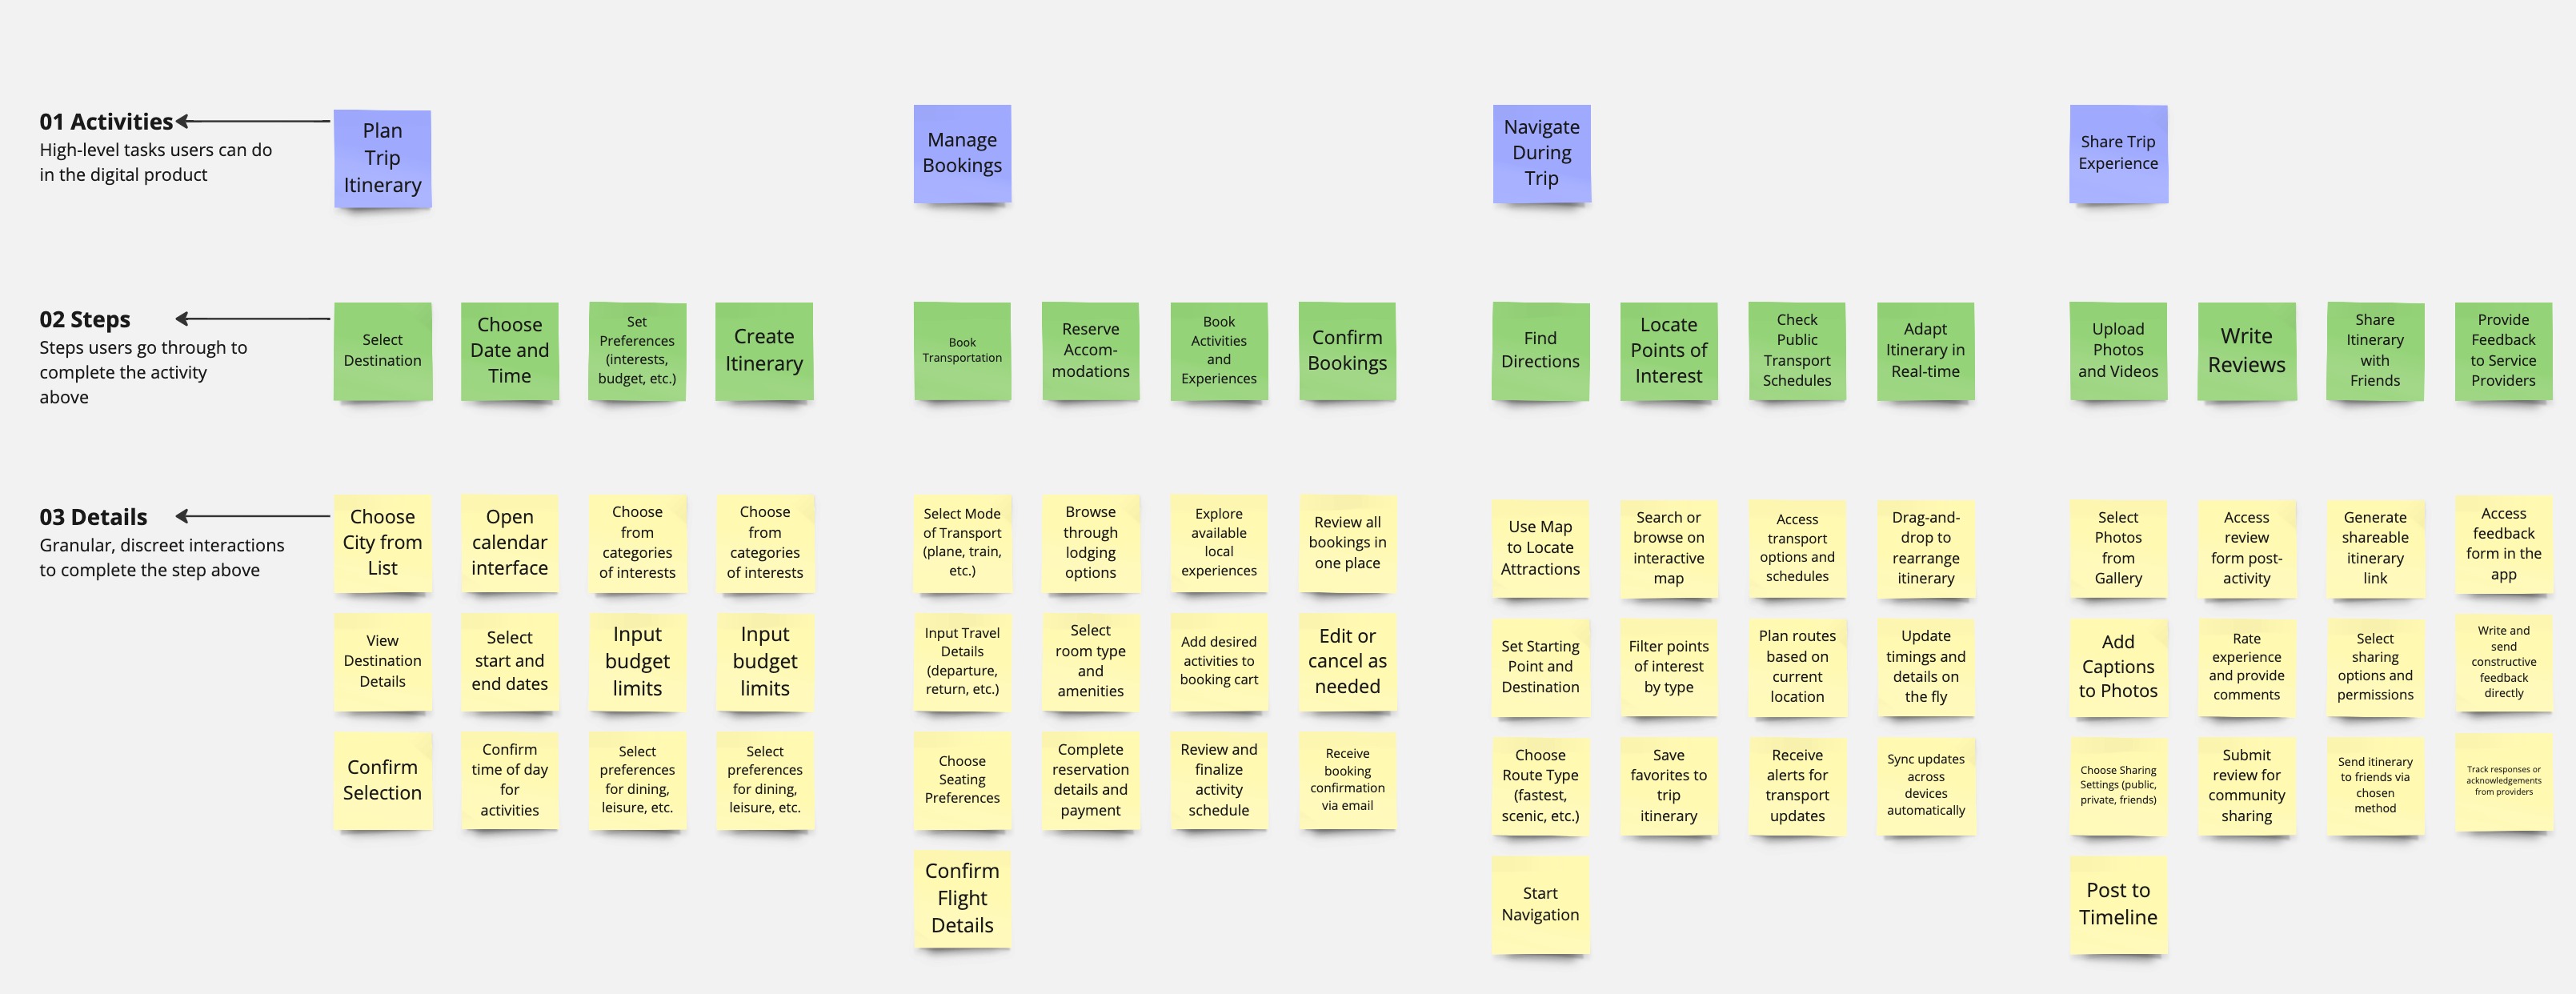 01 Activities
High-level tasks users can do
in the digital product
Plan
Trip
Itinerary
Manage
Bookings
Navigate
During
Trip
Share Trip
Experience
02 Steps
Steps users go through to
complete the activity
above
Select
Destination
Choose
Date and
Time
Set
Preferences
(interests,
budget, etc.)
Create
Itinerary
Book
Transportation
Reserve
Accom-
modations
Book
Activities
and
Experiences
Confirm
Bookings
Find
Directions
Locate
Points of
Interest
Check
Public
Transport
Schedules
Adapt
Itinerary in
Real-time
Upload
Photos
and Videos
Write
Reviews
Share
Itinerary
with
Friends
Provide
Feedback
to Service
Providers
03 Details
Granular, discreet interactions
to complete the step above
Choose
City from
List
Open
calendar
interface
Choose
from
categories
of interests
Choose
from
categories
of interests
Select Mode
of Transport
(plane, train,
etc.)
Browse
through
lodging
options
Explore
available
local
experiences
Review all
bookings in
one place
Use Map
to Locate
Attractions
Search or
browse on
interactive
map
Access
transport
options and
schedules
Drag-and-
drop to
rearrange
itinerary
Select
Photos
from
Gallery
Access
review
form post-
activity
Generate
shareable
itinerary
link
Access
feedback
form in the
app
View
Destination
Details
Select
start and
end dates
Input
budget
limits
Input
budget
limits
Input Travel
Details
(departure,
return, etc.)
Select
room type
and
amenities
Add desired
activities to
booking cart
Edit or
cancel as
needed
Set Starting
Point and
Destination
Filter points
of interest
by type
Plan routes
based on
current
location
Update
timings and
details on
the fly
Add
Captions
to Photos
Rate
experience
and provide
comments
Select
sharing
options and
permissions
Write and
send
constructive
feedback
directly
Confirm
Selection
Confirm
time of day
for
activities
Select
preferences
for dining,
leisure, etc.
Select
preferences
for dining,
leisure, etc.
Choose
Seating
Preferences
Complete
reservation
details and
payment
Review and
finalize
activity
schedule
Receive
booking
confirmation
via email
Choose
Route Type
(fastest,
scenic, etc.)
Save
favorites to
trip
itinerary
Receive
alerts for
transport
updates
Sync updates
across
devices
automatically
Choose Sharing
Settings (public,
private, friends)
Submit
review for
community
sharing
Send itinerary
to friends via
chosen
method
Track responses or
acknowledgements
from providers
Confirm
Flight
Details
Start
Navigation
Post to
Timeline